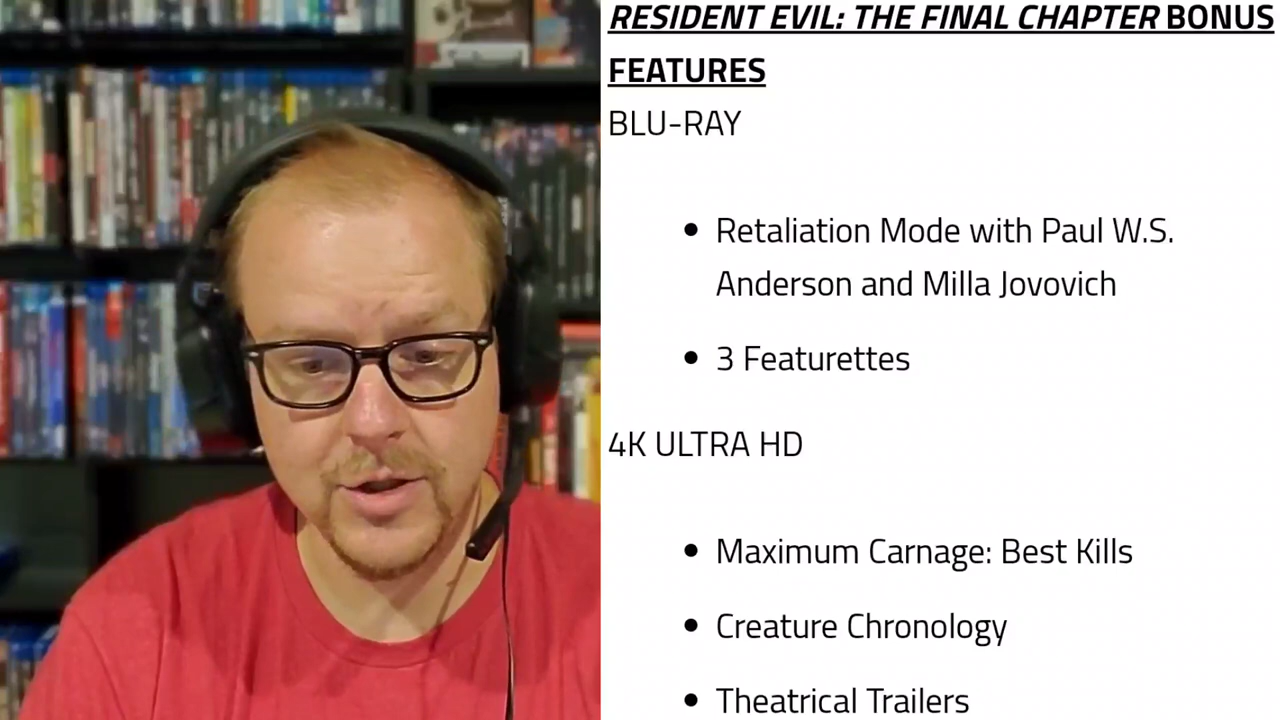 RESIDENT EVIL: THE FINAL CHAPTER BONUS
FEATURES
BLU-RAY
• Retaliation Mode with Paul W.S.
Anderson and Milla Jovovich
• 3 Featurettes
4K ULTRA HD
• Maximum Carnage: Best Kills
• Creature Chronology
• Theatrical Trailers